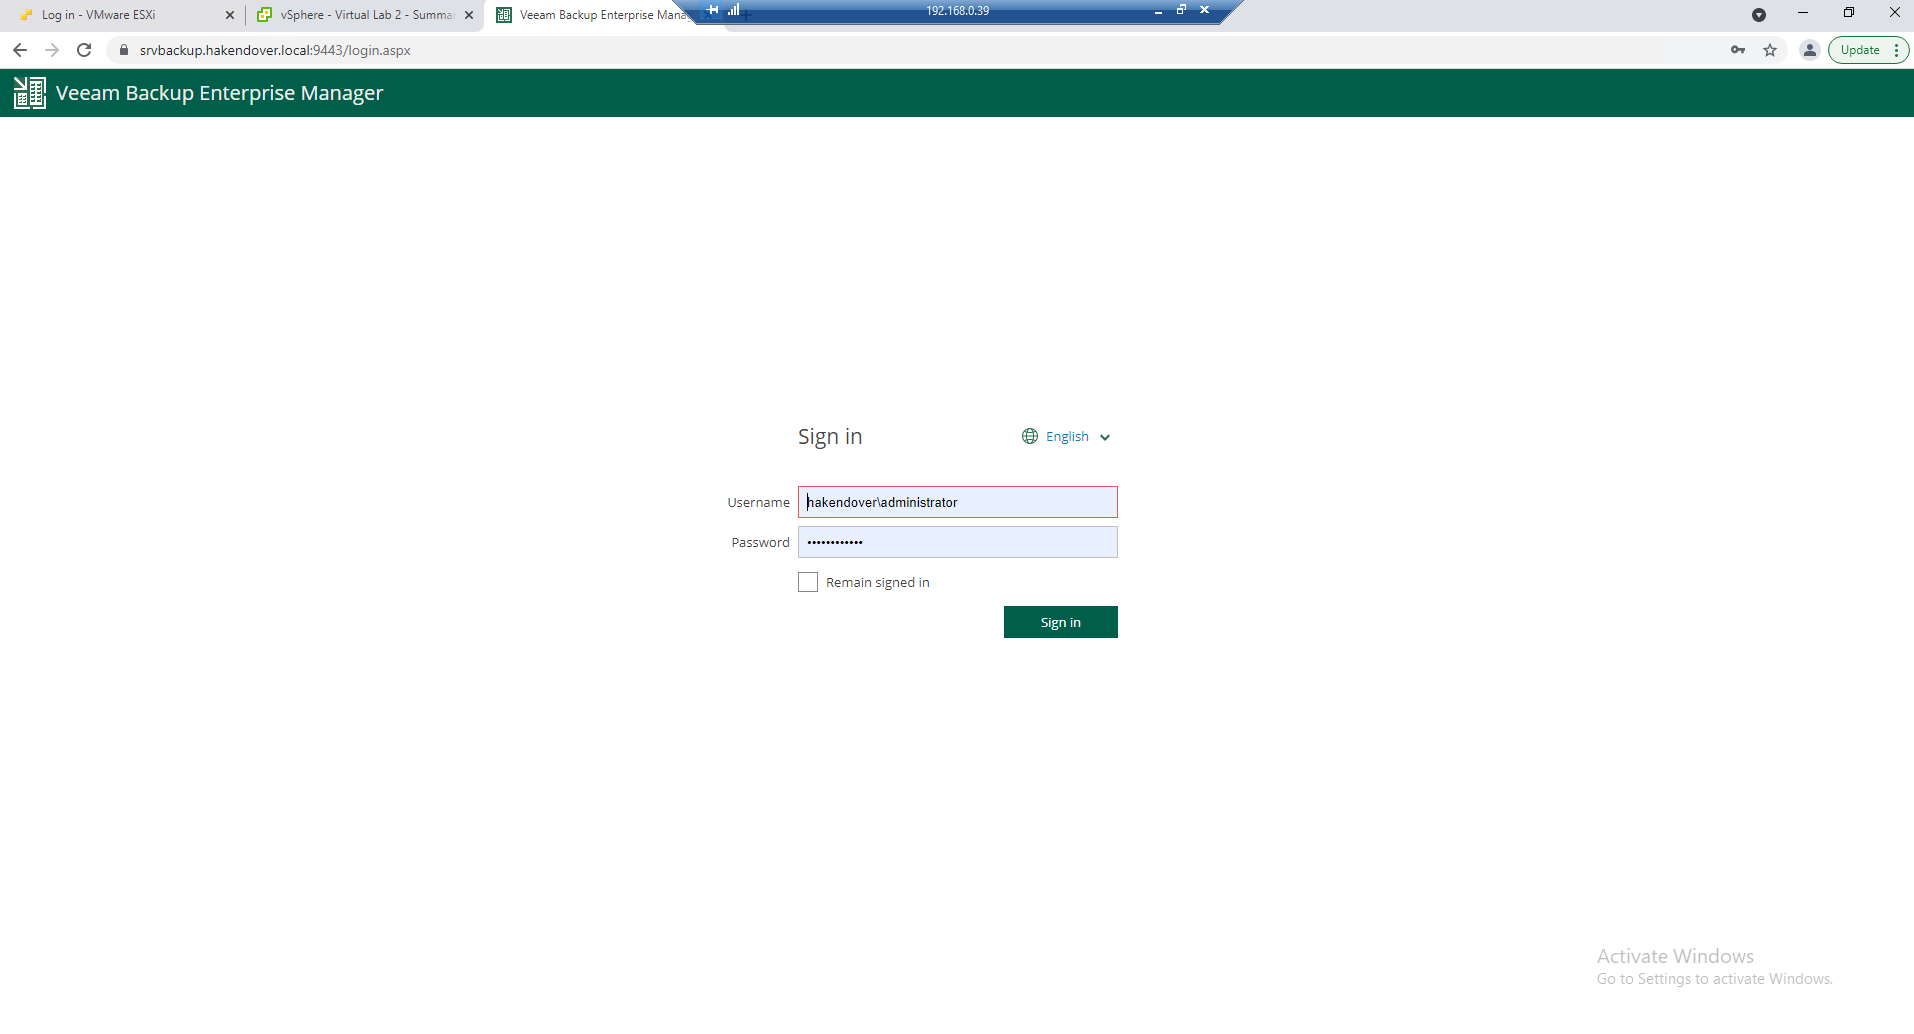 Log in - VMware ESXi
vSphere - Virtual Lab 2 - Summa
Veeam Backup Enterprise Mana
192.168.0.39
srvbackup.hakendover.local:9443/login.aspx
Update
Veeam Backup Enterprise Manager
Sign in
English
Username
hakendover\administrator
Password
••••••••••••
Remain signed in
Sign in
Activate Windows
Go to Settings to activate Windows.